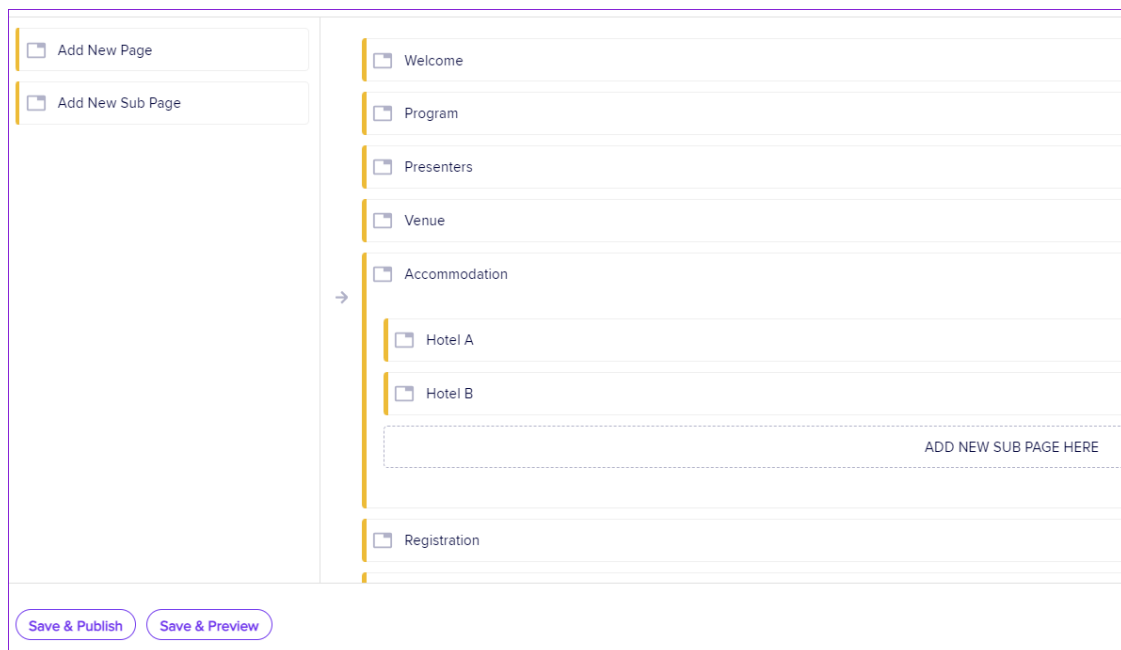 Add New Page
Add New Sub Page
Welcome
Program
Presenters
Venue
Accommodation
Hotel A
Hotel B
ADD NEW SUB PAGE HERE
Registration
Save & Publish
Save & Preview